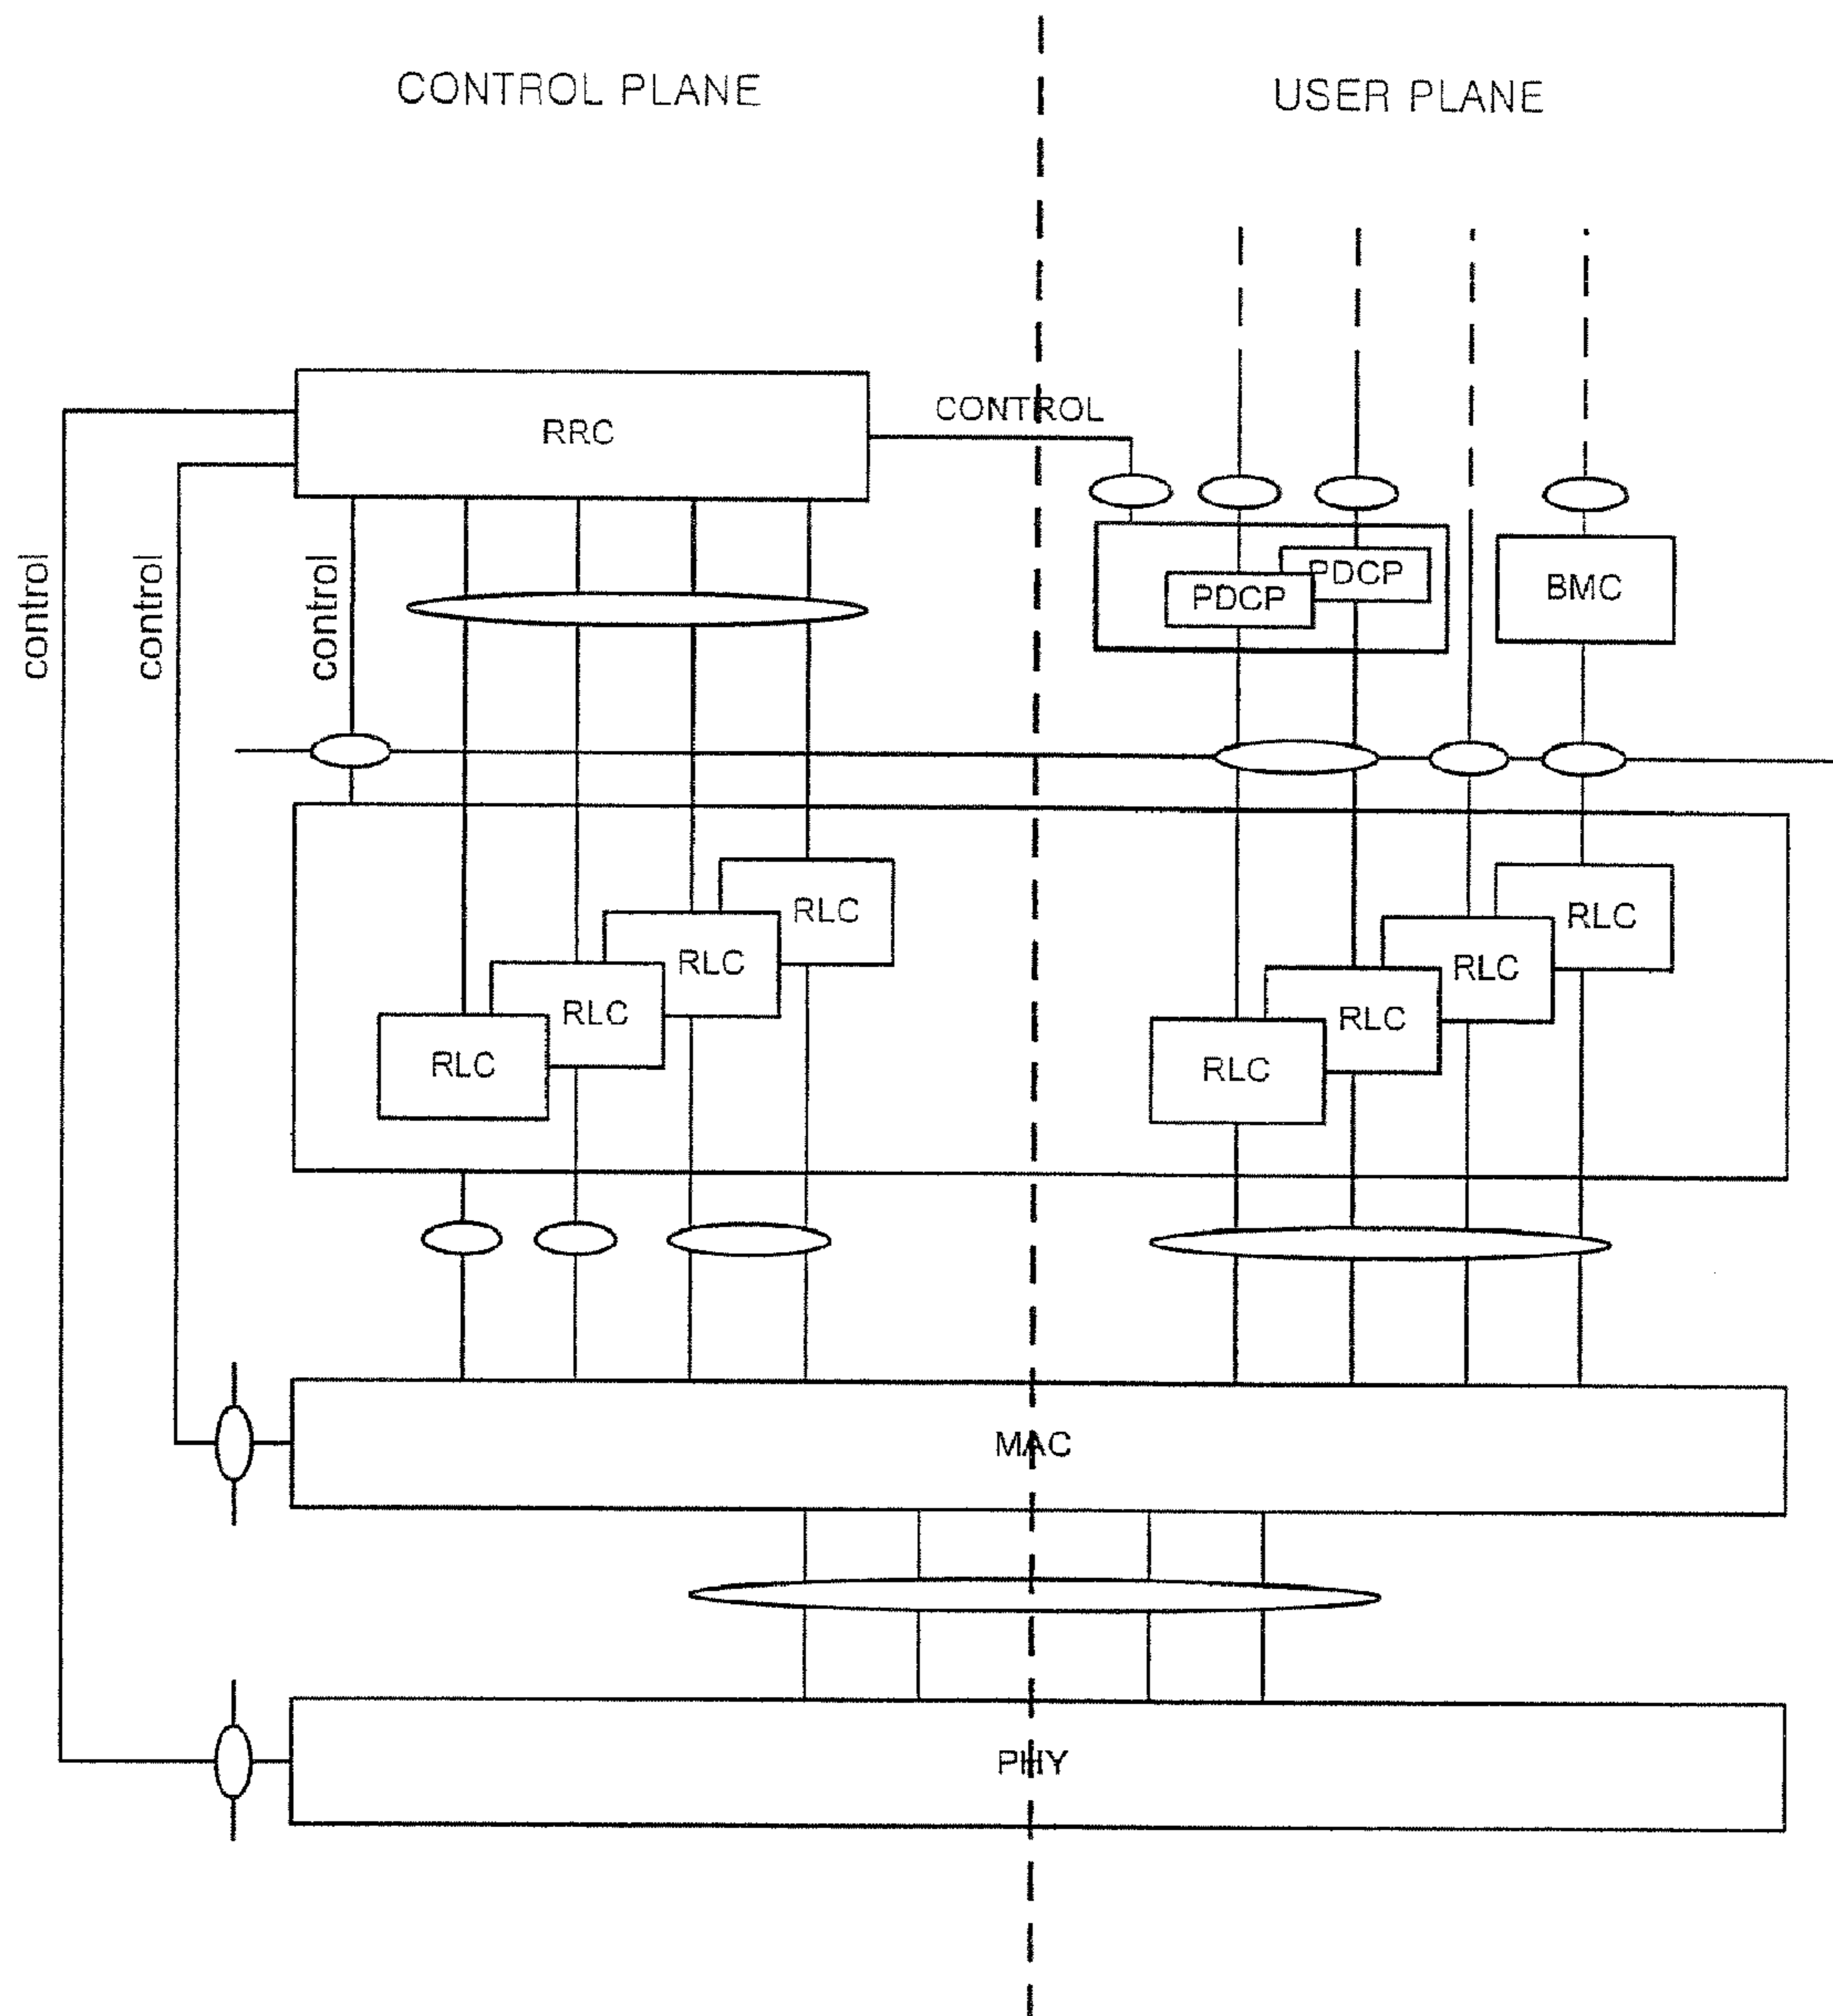 CONTROL PLANE
USER PLANE
RRC
CONTROL
control
control
control
PDCP
PDCP
BMC
RLC
RLC
RLC
RLC
RLC
RLC
RLC
RLC
MAC
PHY